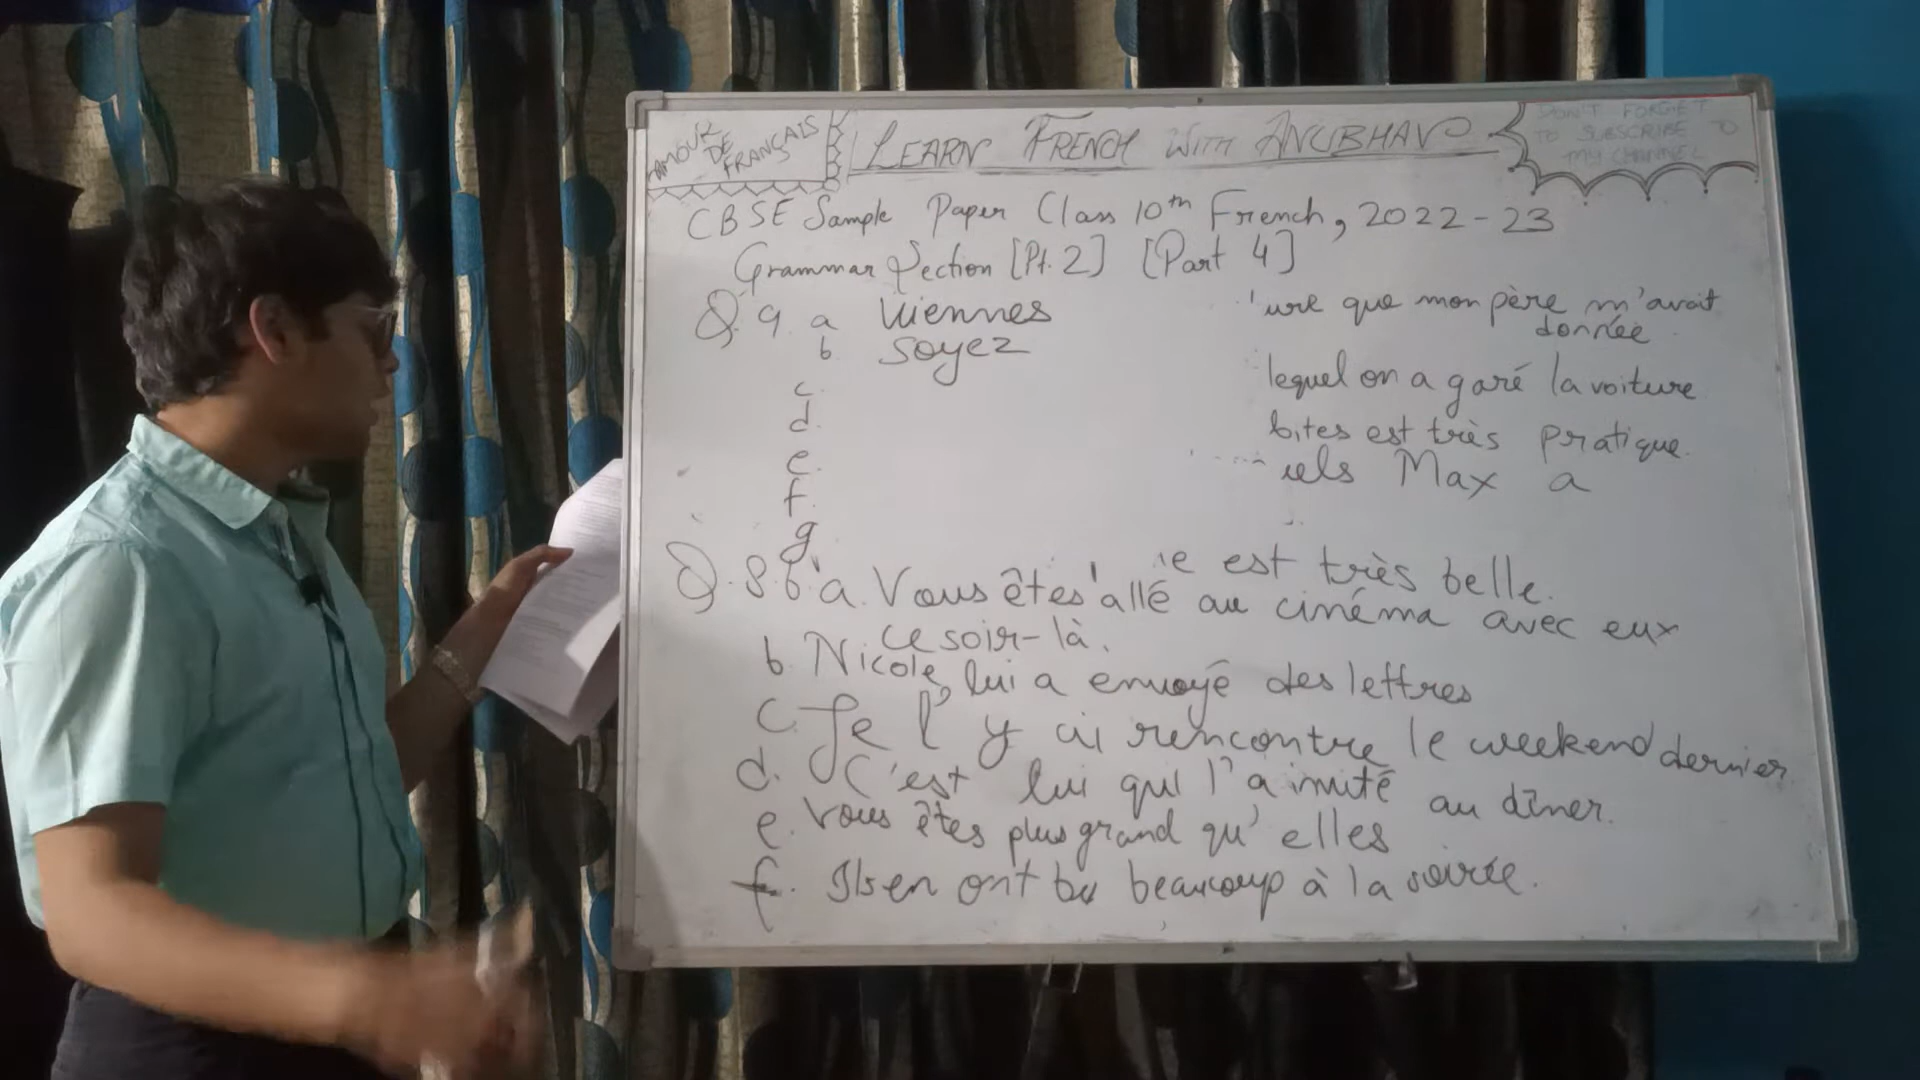 AMOUR DE FRANÇAIS
LEARN FRENCH WITH ANUBHAV
DON'T FORGET TO SUBSCRIBE TO MY CHANNEL
CBSE Sample Paper Class 10th French, 2022-23
Grammar Section [Pt. 2] [Part 4]
Q. 9. a Viennes
'ure que mon père m'avait
donnée
b soyez
c. lequel on a garé la voiture
d. bites est très pratique.
e. uels Max a
f.
g
ie est très belle.
Q. 8. b. a. Vous êtes allé au cinéma avec eux
ce soir-là.
b. Nicole lui a envoyé des lettres
c. Je l'y ai rencontre le weekend dernier
d. C'est lui qui l'a invité au dîner.
e. Vous êtes plus grand qu'elles
f. Ils en ont bu beaucoup à la soirée.